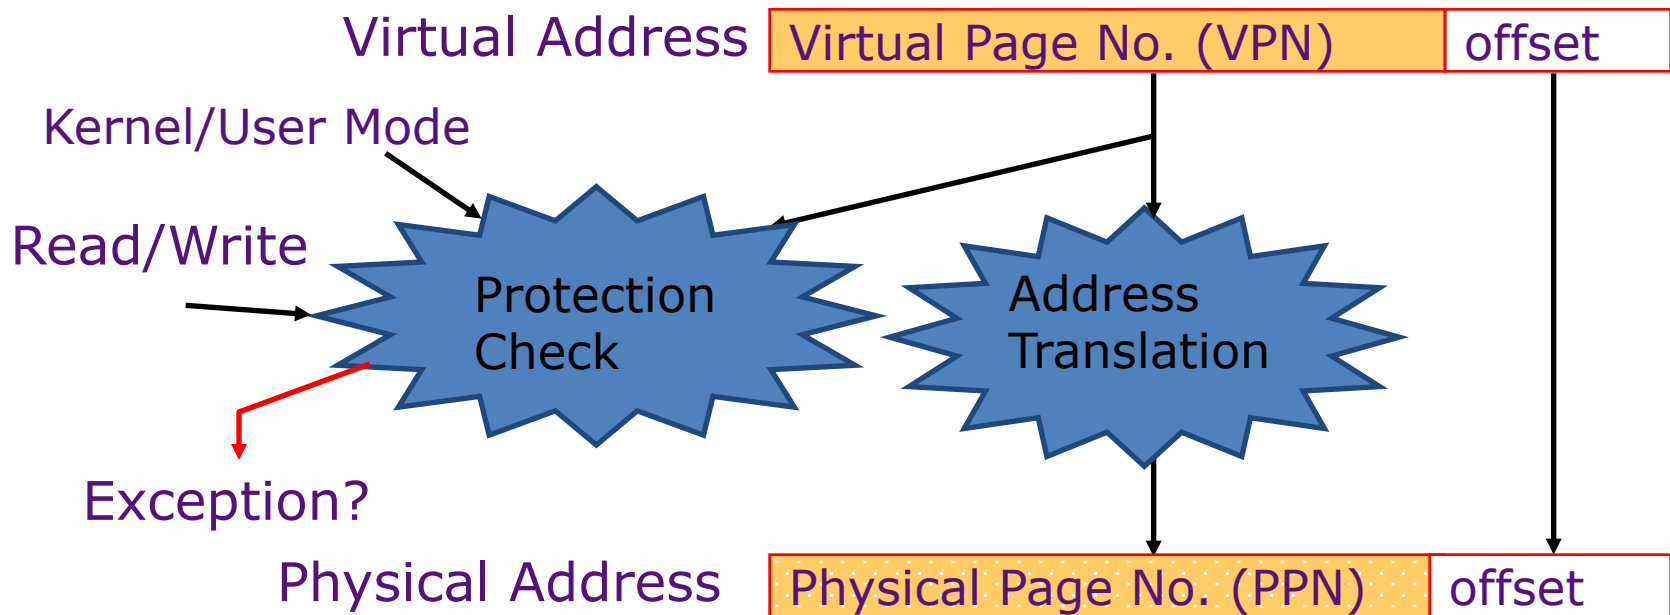 Virtual Address Virtual Page No. (VPN) offset
Kernel/User Mode
Read/Write
Protection
Check
Address
Translation
Exception?
Physical Address Physical Page No. (PPN) offset